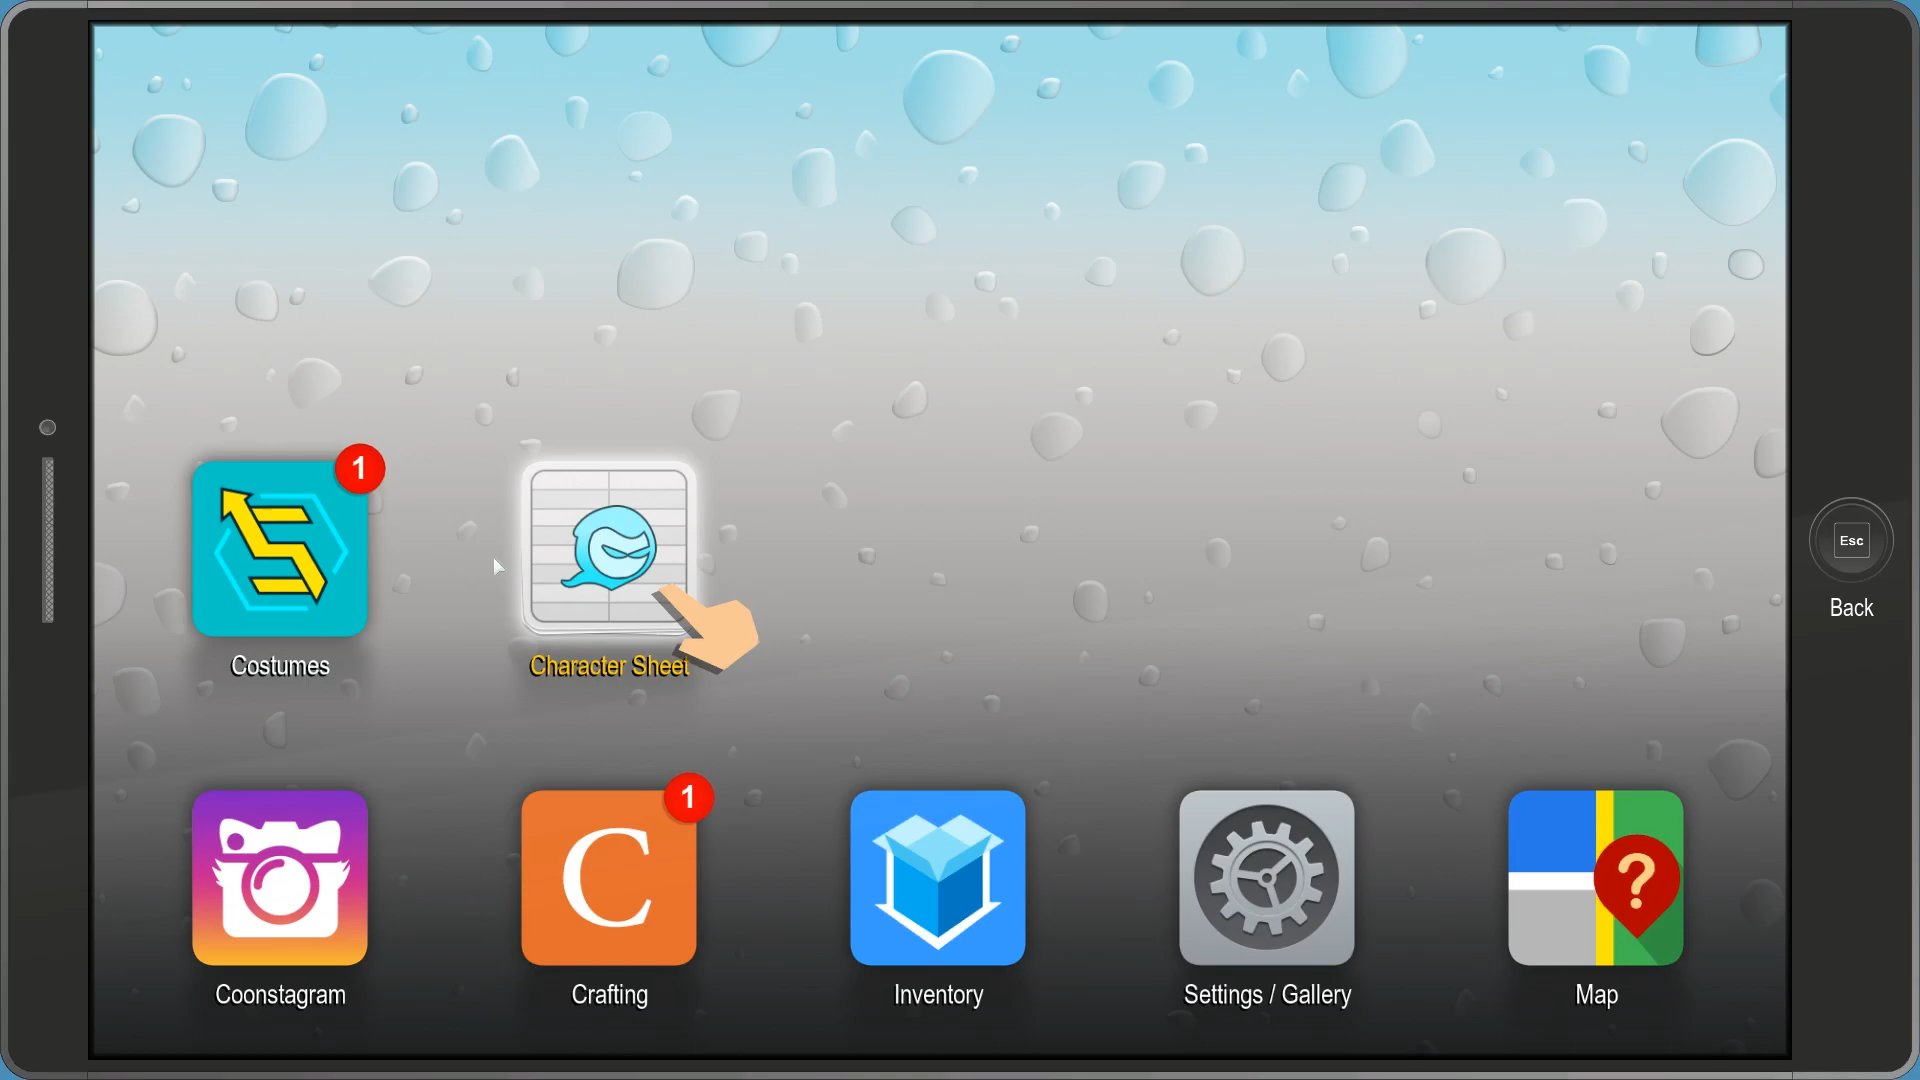 1
Costumes
Character Sheet
Esc
Back
1
C
?
Coonstagram
Crafting
Inventory
Settings / Gallery
Map